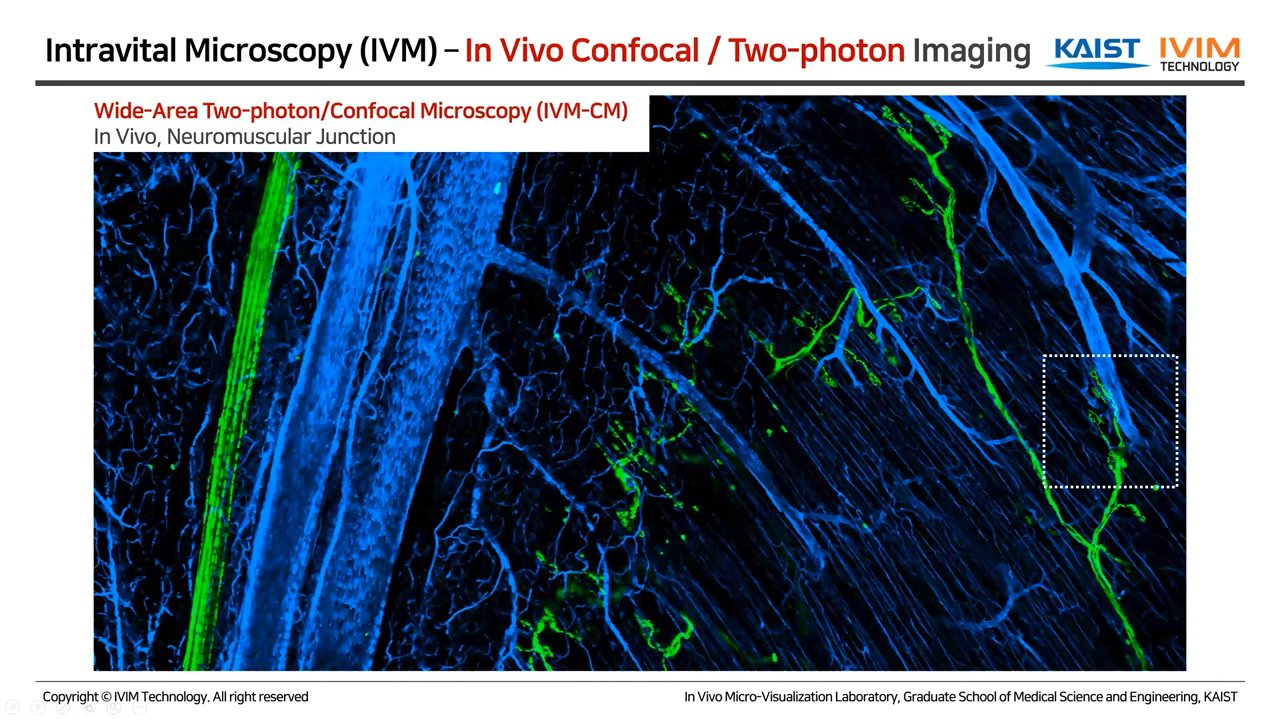 Intravital Microscopy (IVM) – In Vivo Confocal / Two-photon Imaging
KAIST
IVIM
TECHNOLOGY
Wide-Area Two-photon/Confocal Microscopy (IVM-CM)
In Vivo, Neuromuscular Junction
Copyright © IVIM Technology. All right reserved
In Vivo Micro-Visualization Laboratory, Graduate School of Medical Science and Engineering, KAIST